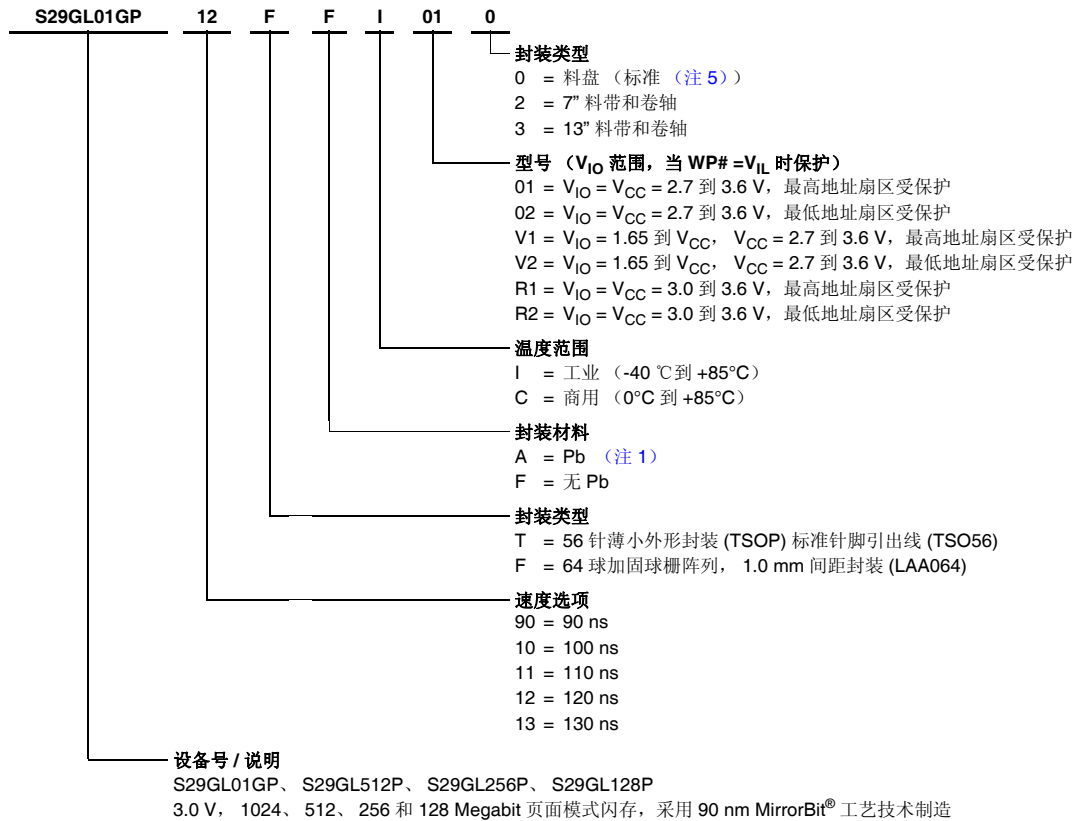 S29GL01GP 12 F F I 01 0
封装类型
0 = 料盘 （标准 （注 5））
2 = 7” 料带和卷轴
3 = 13” 料带和卷轴
型号 （VIO 范围，当 WP# =VIL 时保护）
01 = VIO = VCC = 2.7 到 3.6 V，最高地址扇区受保护
02 = VIO = VCC = 2.7 到 3.6 V，最低地址扇区受保护
V1 = VIO = 1.65 到 VCC， VCC = 2.7 到 3.6 V，最高地址扇区受保护
V2 = VIO = 1.65 到 VCC， VCC = 2.7 到 3.6 V，最低地址扇区受保护
R1 = VIO = VCC = 3.0 到 3.6 V，最高地址扇区受保护
R2 = VIO = VCC = 3.0 到 3.6 V，最低地址扇区受保护
温度范围
I = 工业 （-40 ℃到 +85°C）
C = 商用 （0°C 到 +85°C）
封装材料
A = Pb （注 1）
F = 无 Pb
封装类型
T = 56 针薄小外形封装 (TSOP) 标准针脚引出线 (TSO56)
F = 64 球加固球栅阵列， 1.0 mm 间距封装 (LAA064)
速度选项
90 = 90 ns
10 = 100 ns
11 = 110 ns
12 = 120 ns
13 = 130 ns
设备号 / 说明
S29GL01GP、 S29GL512P、 S29GL256P、 S29GL128P
3.0 V， 1024、 512、 256 和 128 Megabit 页面模式闪存，采用 90 nm MirrorBit® 工艺技术制造